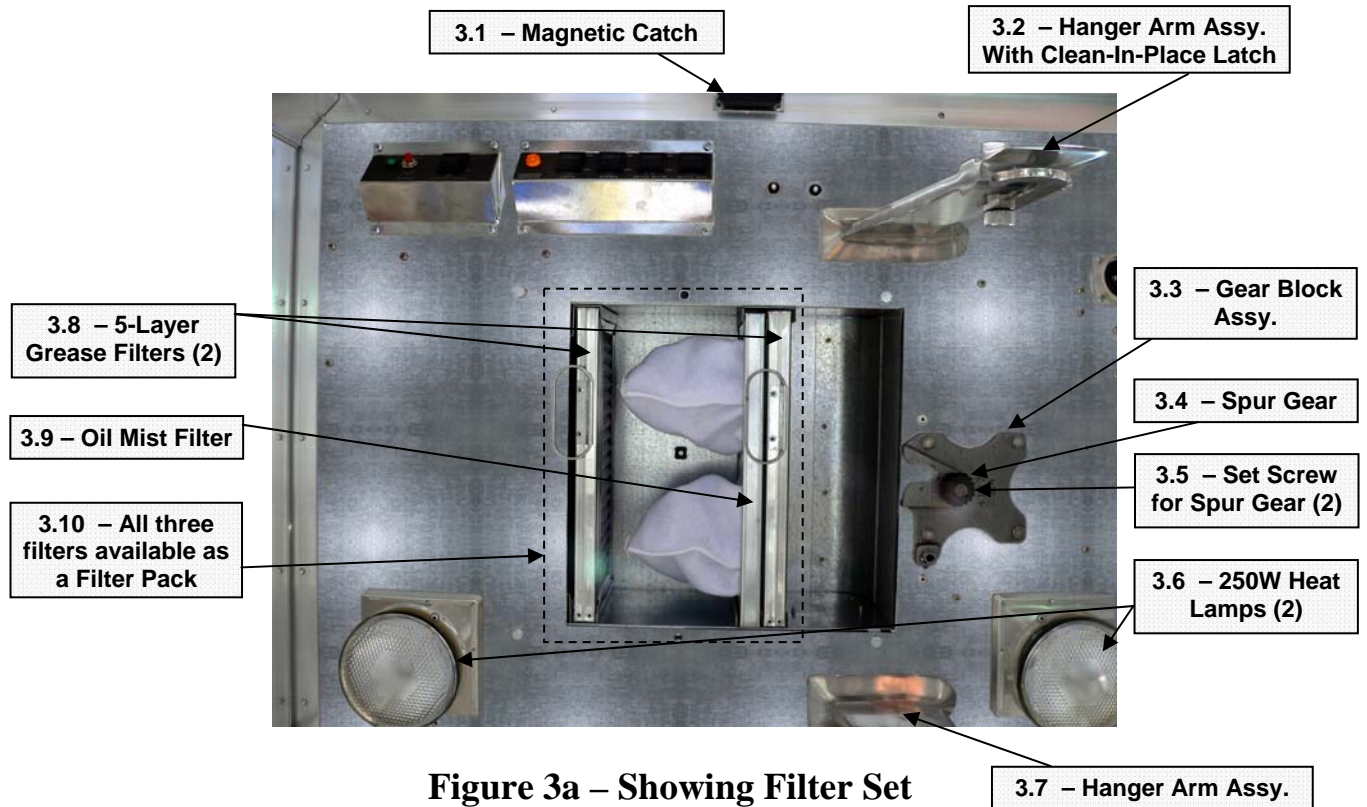 3.1 – Magnetic Catch
3.2 – Hanger Arm Assy.
With Clean-In-Place Latch
3.3 – Gear Block
Assy.
3.4 – Spur Gear
3.5 – Set Screw
for Spur Gear (2)
3.6 – 250W Heat
Lamps (2)
3.8 – 5-Layer
Grease Filters (2)
3.9 – Oil Mist Filter
3.10 – All three
filters available as
a Filter Pack
Figure 3a – Showing Filter Set
3.7 – Hanger Arm Assy.